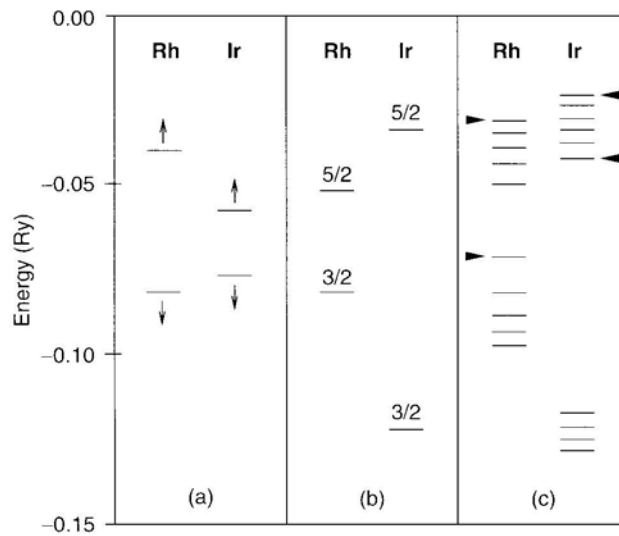 0.00
Rh Ir Rh Ir Rh Ir
5/2
-0.05
5/2
3/2
-0.10
3/2
(a) (b) (c)
-0.15
Energy (Ry)